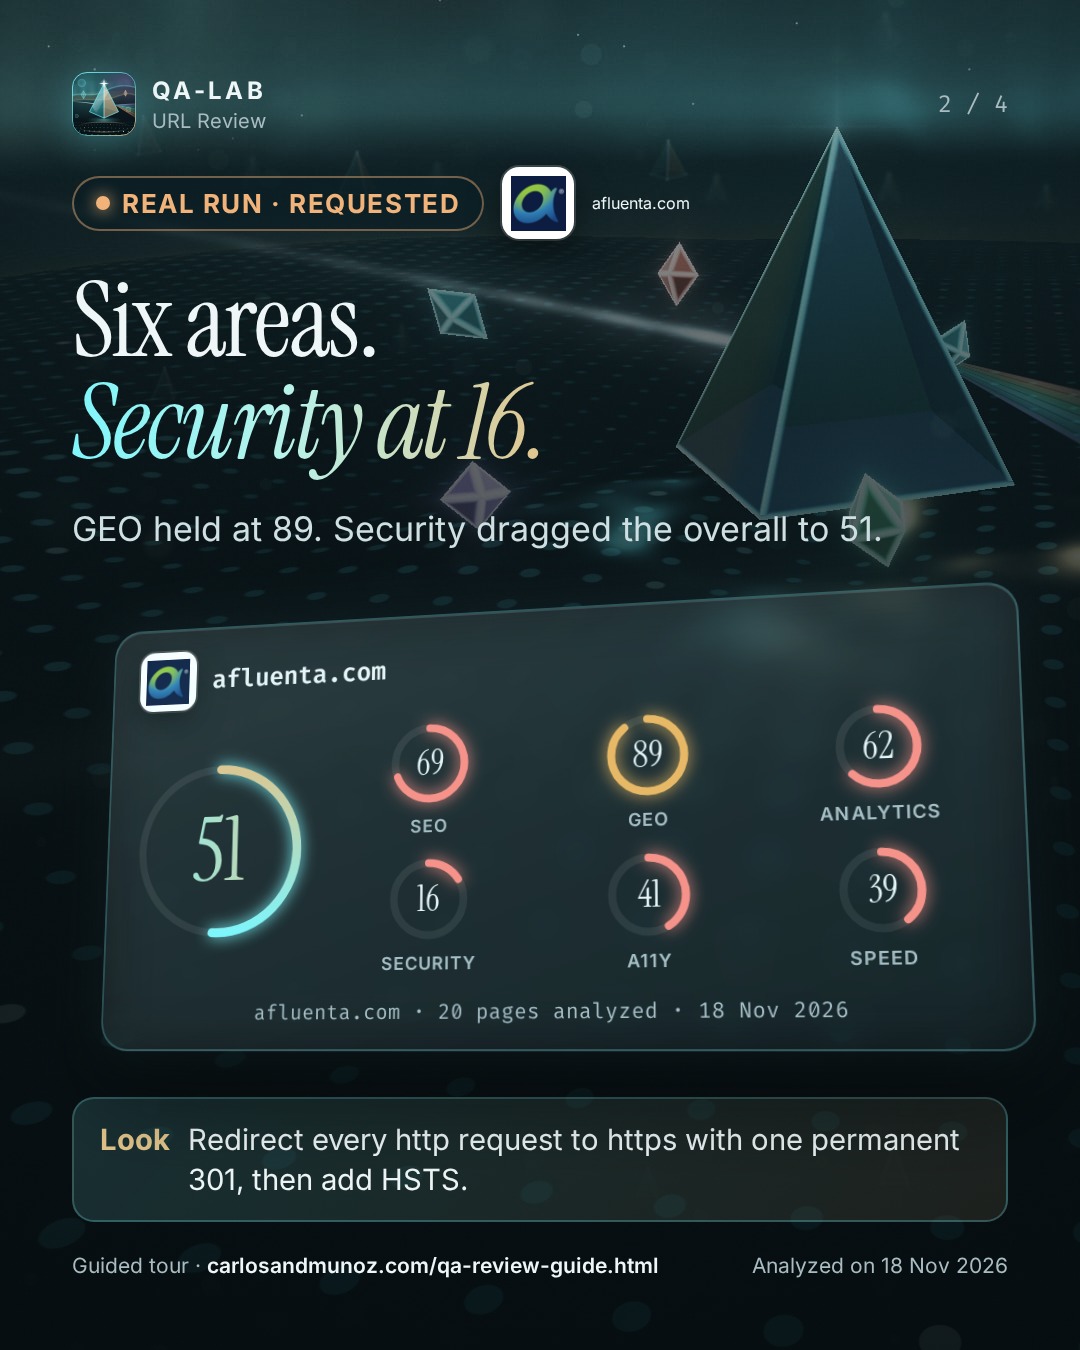 QA-LAB
URL Review
2 / 4
REAL RUN · REQUESTED
afluenta.com
Six areas.
Security at 16.
GEO held at 89. Security dragged the overall to 51.
afluenta.com
51
69
SEO
89
GEO
62
ANALYTICS
16
SECURITY
41
A11Y
39
SPEED
afluenta.com · 20 pages analyzed · 18 Nov 2026
Look
Redirect every http request to https with one permanent
301, then add HSTS.
Guided tour · carlosandmunoz.com/qa-review-guide.html
Analyzed on 18 Nov 2026